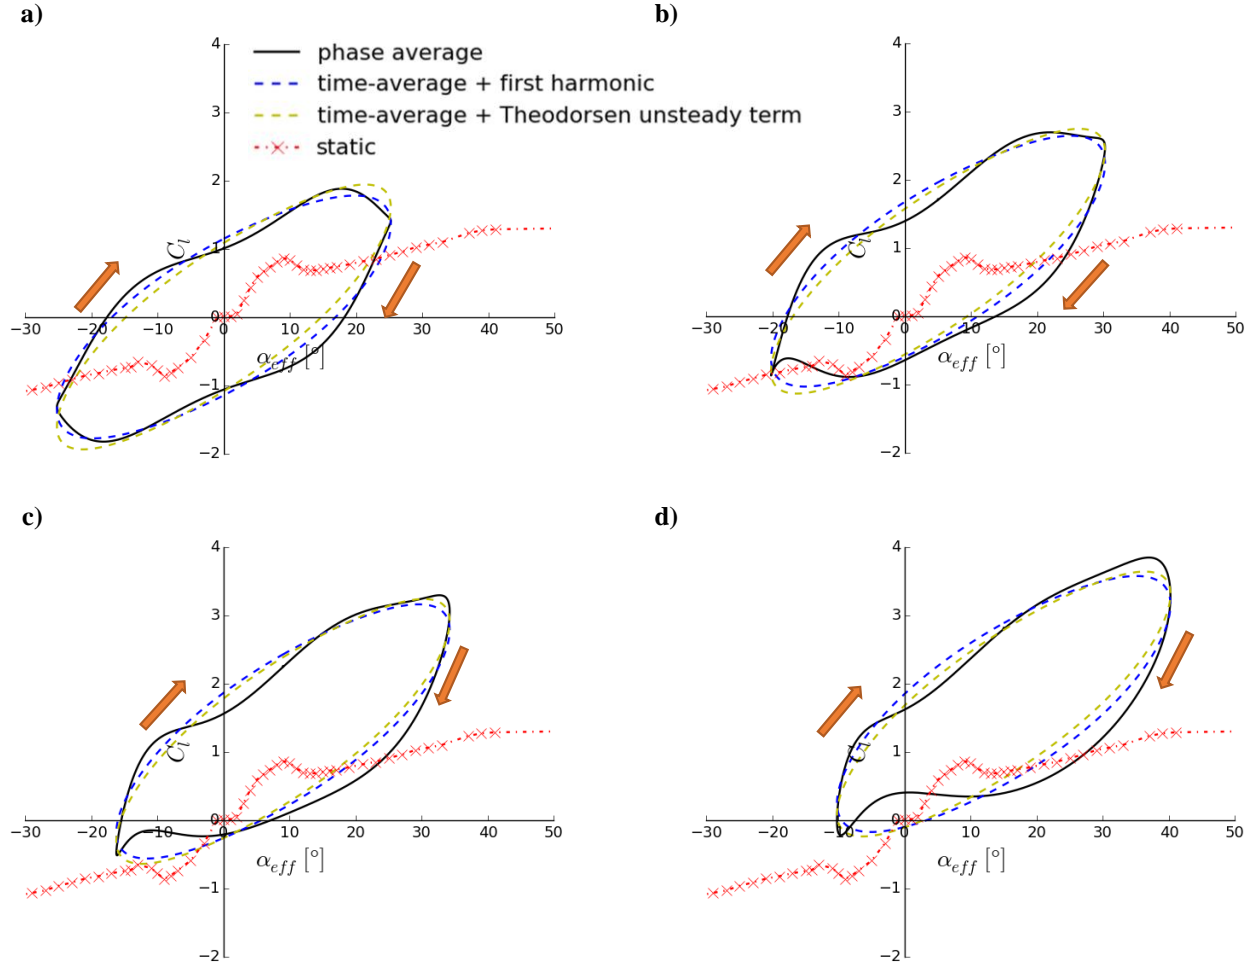 a)
4
phase average
time-average + first harmonic
3
time-average + Theodorsen unsteady term
static
2
C_l
1
−30 −20 −10 0 10 20 30 40 50
α_eff [°]
−1
−2
b)
4
3
2
C_l
1
−30 −20 −10 0 10 20 30 40 50
α_eff [°]
−1
−2
c)
4
3
2
C_l
1
−30 −20 −10 0 10 20 30 40 50
α_eff [°]
−1
−2
d)
4
3
2
C_l
1
−30 −20 −10 0 10 20 30 40 50
α_eff [°]
−1
−2